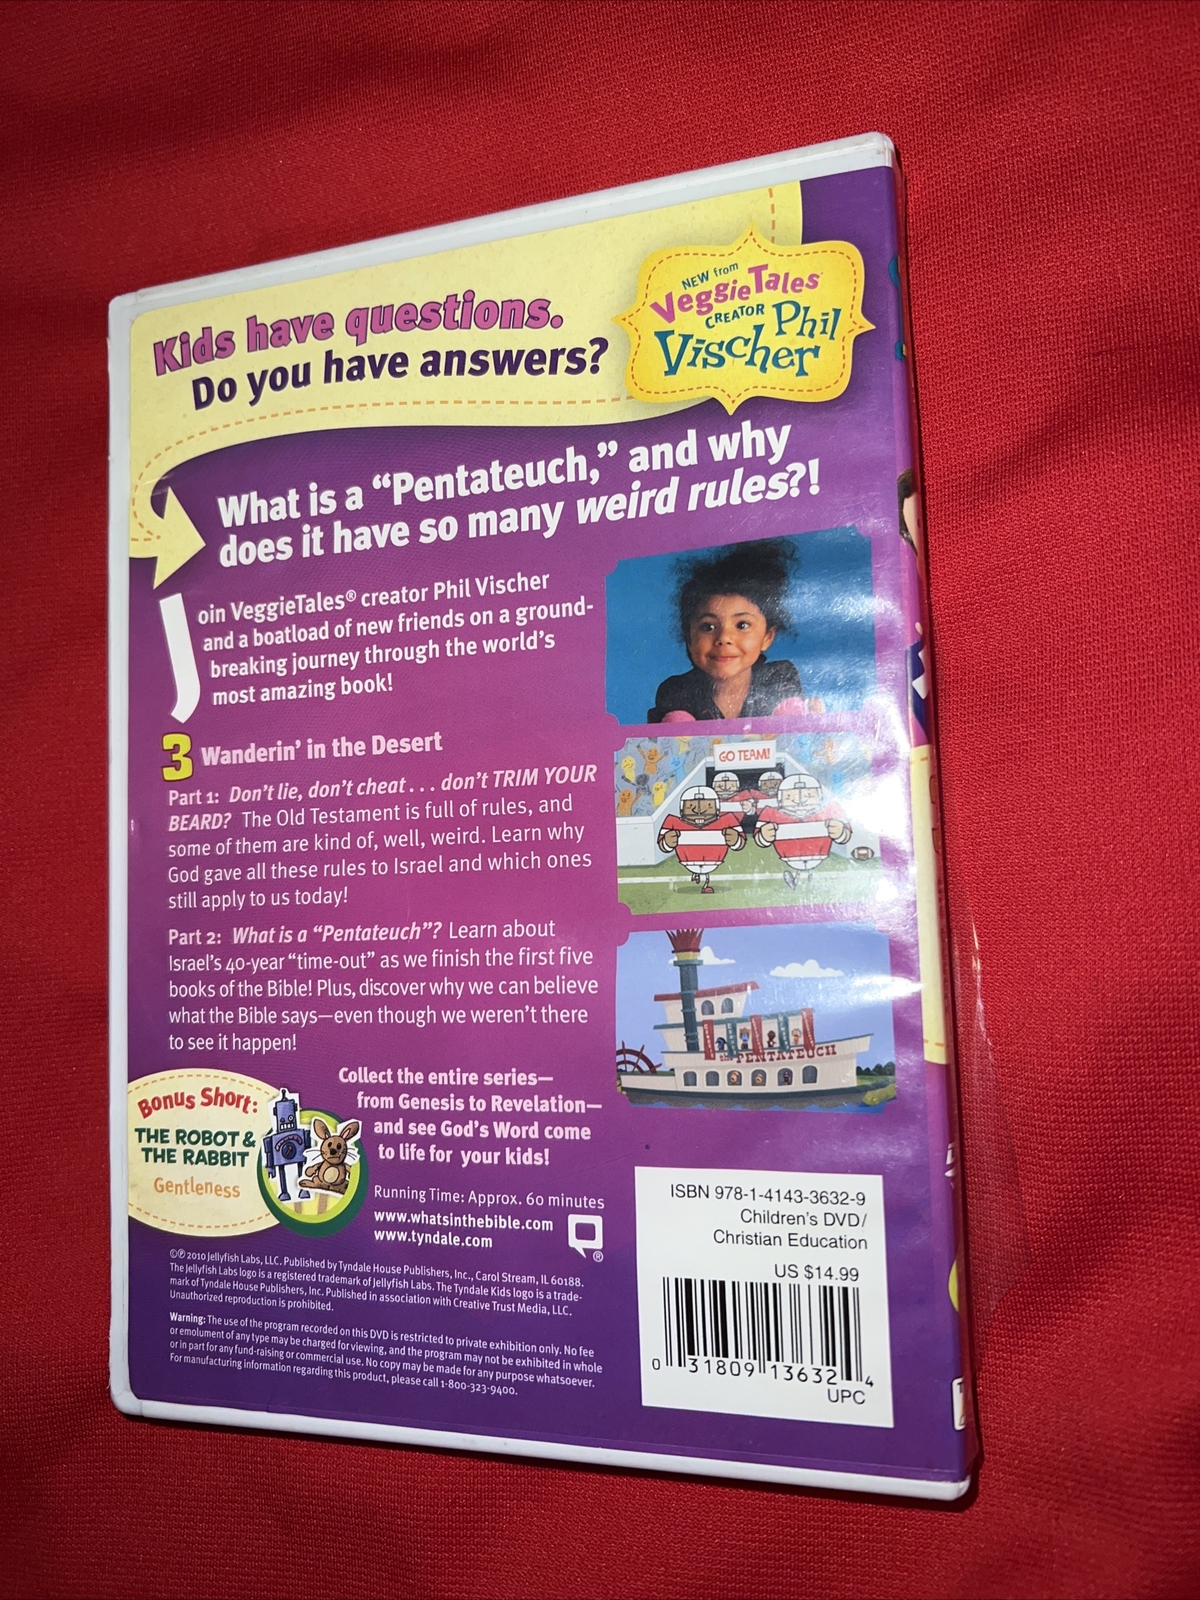 Kids have questions.
Do you have answers?
NEW from
VeggieTales
CREATOR Phil
Vischer
What is a “Pentateuch,” and why
does it have so many weird rules?!
Join VeggieTales® creator Phil Vischer
and a boatload of new friends on a ground-
breaking journey through the world’s
most amazing book!
3 Wanderin’ in the Desert
Part 1: Don’t lie, don’t cheat . . . don’t TRIM YOUR
BEARD? The Old Testament is full of rules, and
some of them are kind of, well, weird. Learn why
God gave all these rules to Israel and which ones
still apply to us today!
Part 2: What is a “Pentateuch”? Learn about
Israel’s 40-year “time-out” as we finish the first five
books of the Bible! Plus, discover why we can believe
what the Bible says—even though we weren’t there
to see it happen!
GO TEAM!
the PENTATEUCH
Collect the entire series—
from Genesis to Revelation—
and see God’s Word come
to life for your kids!
Bonus Short:
THE ROBOT &
THE RABBIT
Gentleness
Running Time: Approx. 60 minutes
www.whatsinthebible.com
www.tyndale.com
®
©℗ 2010 Jellyfish Labs, LLC. Published by Tyndale House Publishers, Inc., Carol Stream, IL 60188.
The Jellyfish Labs logo is a registered trademark of Jellyfish Labs. The Tyndale Kids logo is a trade-
mark of Tyndale House Publishers, Inc. Published in association with Creative Trust Media, LLC.
Unauthorized reproduction is prohibited.
Warning: The use of the program recorded on this DVD is restricted to private exhibition only. No fee
or emolument of any type may be charged for viewing, and the program may not be exhibited in whole
or in part for any fund-raising or commercial use. No copy may be made for any purpose whatsoever.
For manufacturing information regarding this product, please call 1-800-323-9400.
ISBN 978-1-4143-3632-9
Children’s DVD/
Christian Education
US $14.99
0 31809 13632 4
UPC